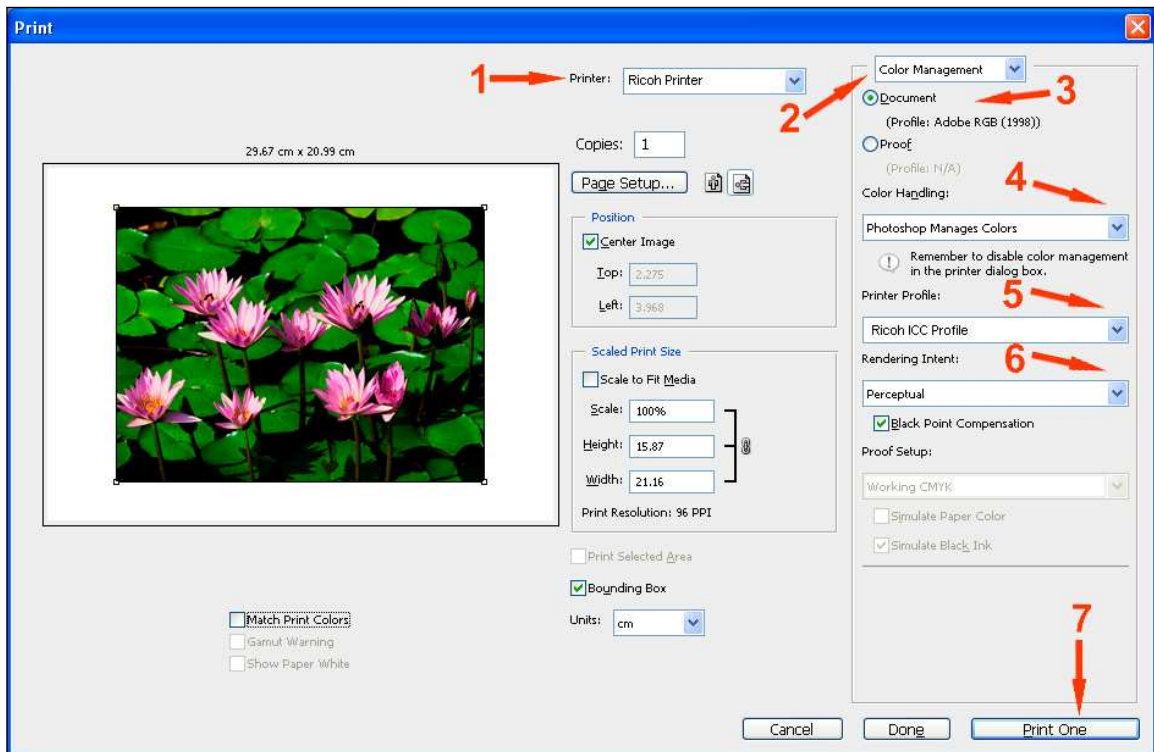 Print
1
Printer:
Ricoh Printer
Color Management
2
Document
3
(Profile: Adobe RGB (1998))
Proof
(Profile: N/A)
29.67 cm x 20.99 cm
Copies:
1
Page Setup...
Position
Center Image
Top:
2.275
Left:
3.968
Scaled Print Size
Scale to Fit Media
Scale:
100%
Height:
15.87
Width:
21.16
Print Resolution: 96 PPI
Print Selected Area
Bounding Box
Units:
cm
Match Print Colors
Gamut Warning
Show Paper White
Color Handling:
4
Photoshop Manages Colors
Remember to disable color management
in the printer dialog box.
Printer Profile:
5
Ricoh ICC Profile
Rendering Intent:
6
Perceptual
Black Point Compensation
Proof Setup:
Working CMYK
Simulate Paper Color
Simulate Black Ink
7
Cancel
Done
Print One